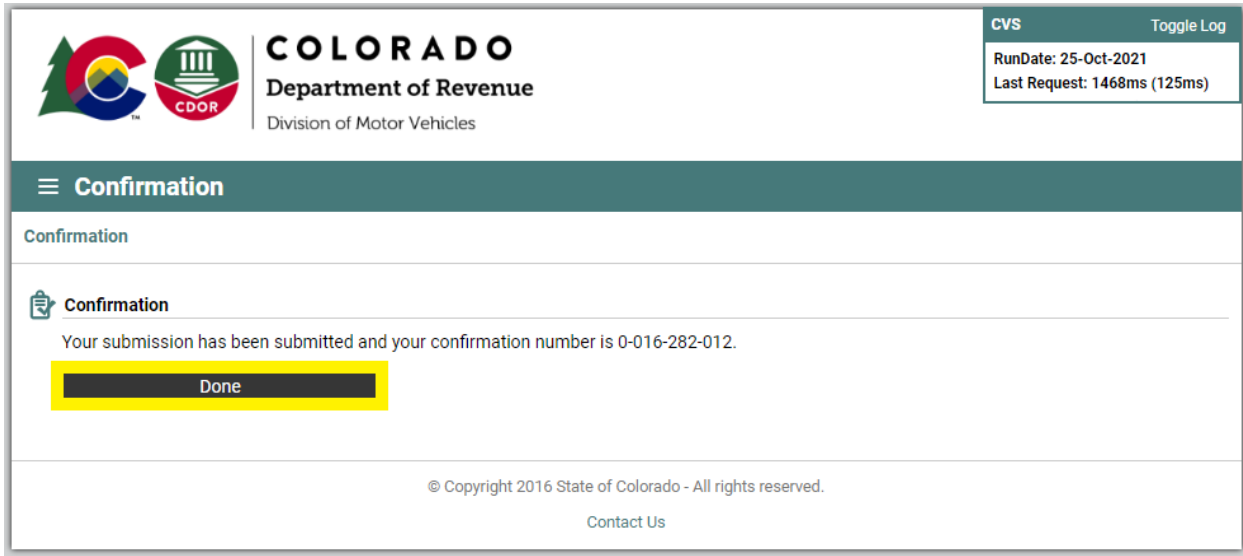 CVS Toggle Log
RunDate: 25-Oct-2021
Last Request: 1468ms (125ms)
CDOR
TM
COLORADO
Department of Revenue
Division of Motor Vehicles
Confirmation
Confirmation
Confirmation
Your submission has been submitted and your confirmation number is 0-016-282-012.
Done
© Copyright 2016 State of Colorado - All rights reserved.
Contact Us